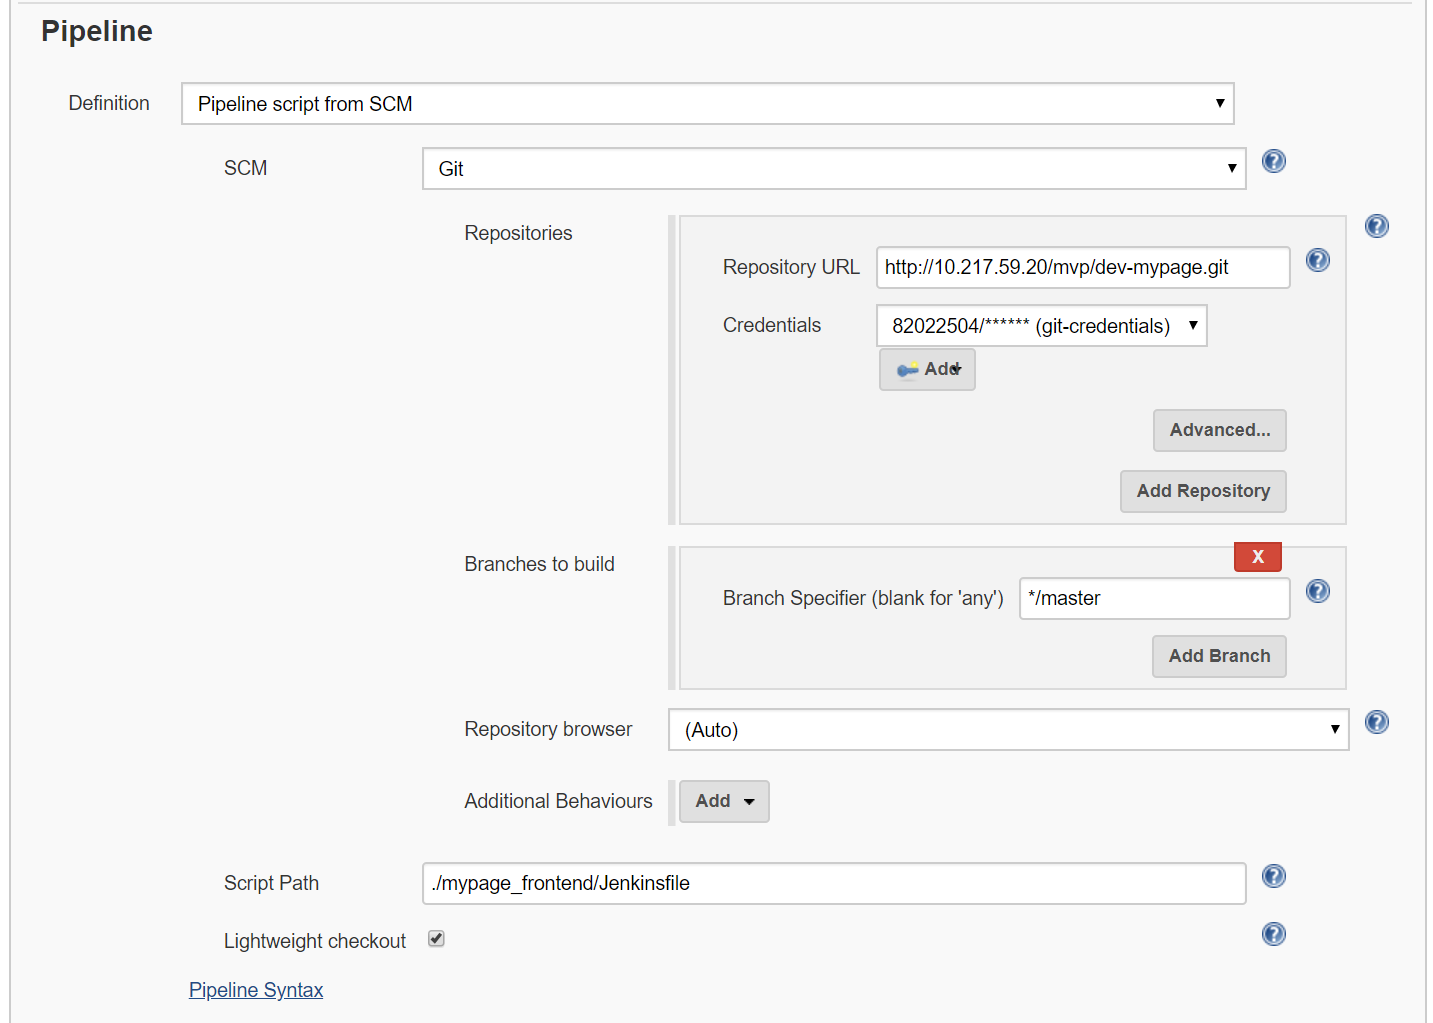 Pipeline
Definition Pipeline script from SCM
SCM Git
Repositories
Repository URL http://10.217.59.20/mvp/dev-mypage.git
Credentials 82022504/****** (git-credentials)
Add
Advanced...
Add Repository
Branches to build
X
Branch Specifier (blank for 'any') */master
Add Branch
Repository browser (Auto)
Additional Behaviours Add
Script Path ./mypage_frontend/Jenkinsfile
Lightweight checkout
Pipeline Syntax